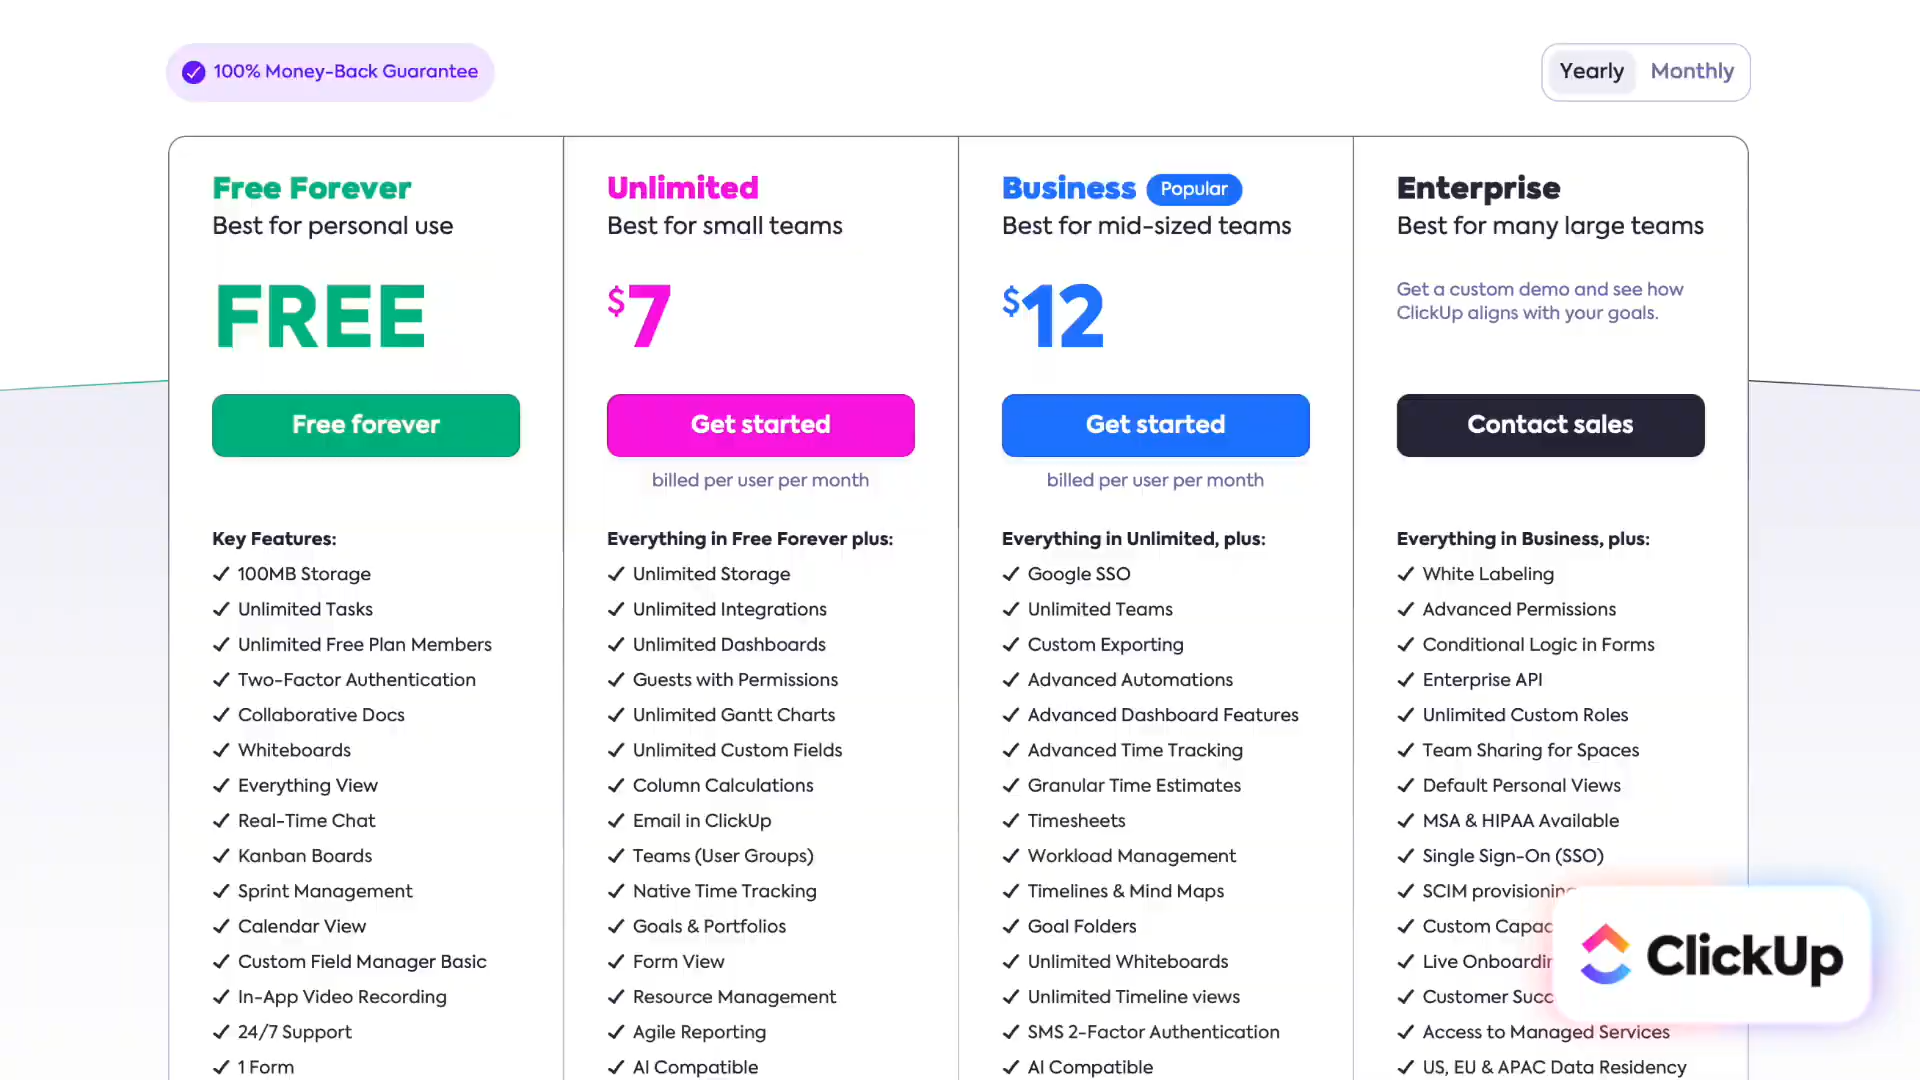 100% Money-Back Guarantee
Yearly Monthly
Free Forever
Best for personal use
FREE
Free forever
Key Features:
100MB Storage
Unlimited Tasks
Unlimited Free Plan Members
Two-Factor Authentication
Collaborative Docs
Whiteboards
Everything View
Real-Time Chat
Kanban Boards
Sprint Management
Calendar View
Custom Field Manager Basic
In-App Video Recording
24/7 Support
1 Form
Unlimited
Best for small teams
$7
Get started
billed per user per month
Everything in Free Forever plus:
Unlimited Storage
Unlimited Integrations
Unlimited Dashboards
Guests with Permissions
Unlimited Gantt Charts
Unlimited Custom Fields
Column Calculations
Email in ClickUp
Teams (User Groups)
Native Time Tracking
Goals & Portfolios
Form View
Resource Management
Agile Reporting
AI Compatible
Business Popular
Best for mid-sized teams
$12
Get started
billed per user per month
Everything in Unlimited, plus:
Google SSO
Unlimited Teams
Custom Exporting
Advanced Automations
Advanced Dashboard Features
Advanced Time Tracking
Granular Time Estimates
Timesheets
Workload Management
Timelines & Mind Maps
Goal Folders
Unlimited Whiteboards
Unlimited Timeline views
SMS 2-Factor Authentication
AI Compatible
Enterprise
Best for many large teams
Get a custom demo and see how
ClickUp aligns with your goals.
Contact sales
Everything in Business, plus:
White Labeling
Advanced Permissions
Conditional Logic in Forms
Enterprise API
Unlimited Custom Roles
Team Sharing for Spaces
Default Personal Views
MSA & HIPAA Available
Single Sign-On (SSO)
SCIM provisioning
Custom
Live
Customer
Access to Managed Services
US, EU & APAC Data Residency
ClickUp